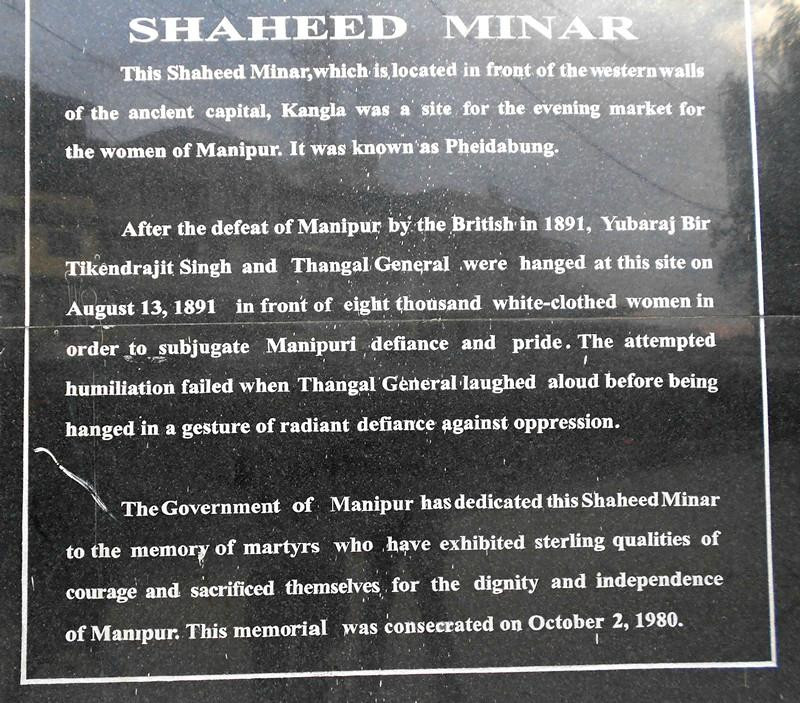 SHAHEED MINAR
This Shaheed Minar,which is located in front of the western walls
of the ancient capital, Kangla was a site for the evening market for
the women of Manipur. It was known as Pheidabung.
After the defeat of Manipur by the British in 1891, Yubaraj Bir
Tikendrajit Singh and Thangal General were hanged at this site on
August 13, 1891 in front of eight thousand white-clothed women in
order to subjugate Manipuri defiance and pride. The attempted
humiliation failed when Thangal General laughed aloud before being
hanged in a gesture of radiant defiance against oppression.
The Government of Manipur has dedicated this Shaheed Minar
to the memory of martyrs who have exhibited sterling qualities of
courage and sacrificed themselves for the dignity and independence
of Manipur. This memorial was consecrated on October 2, 1980.